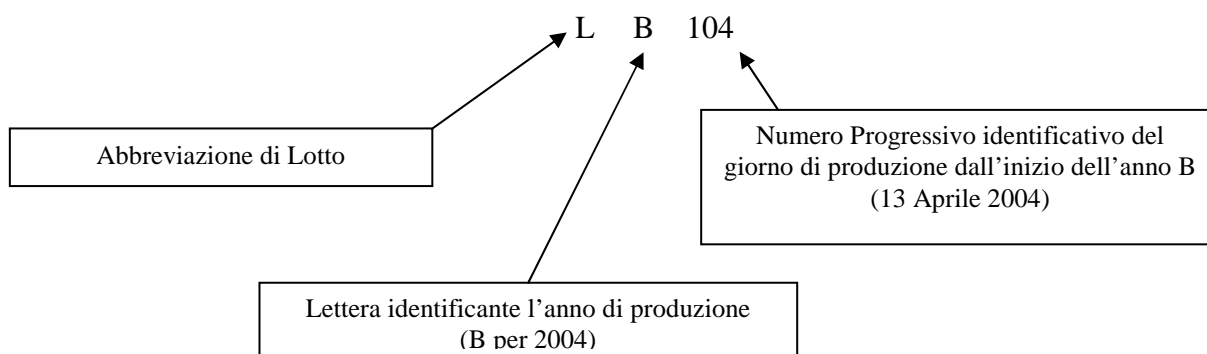 L B 104
Abbreviazione di Lotto
Numero Progressivo identificativo del
giorno di produzione dall’inizio dell’anno B
(13 Aprile 2004)
Lettera identificante l’anno di produzione
(B per 2004)